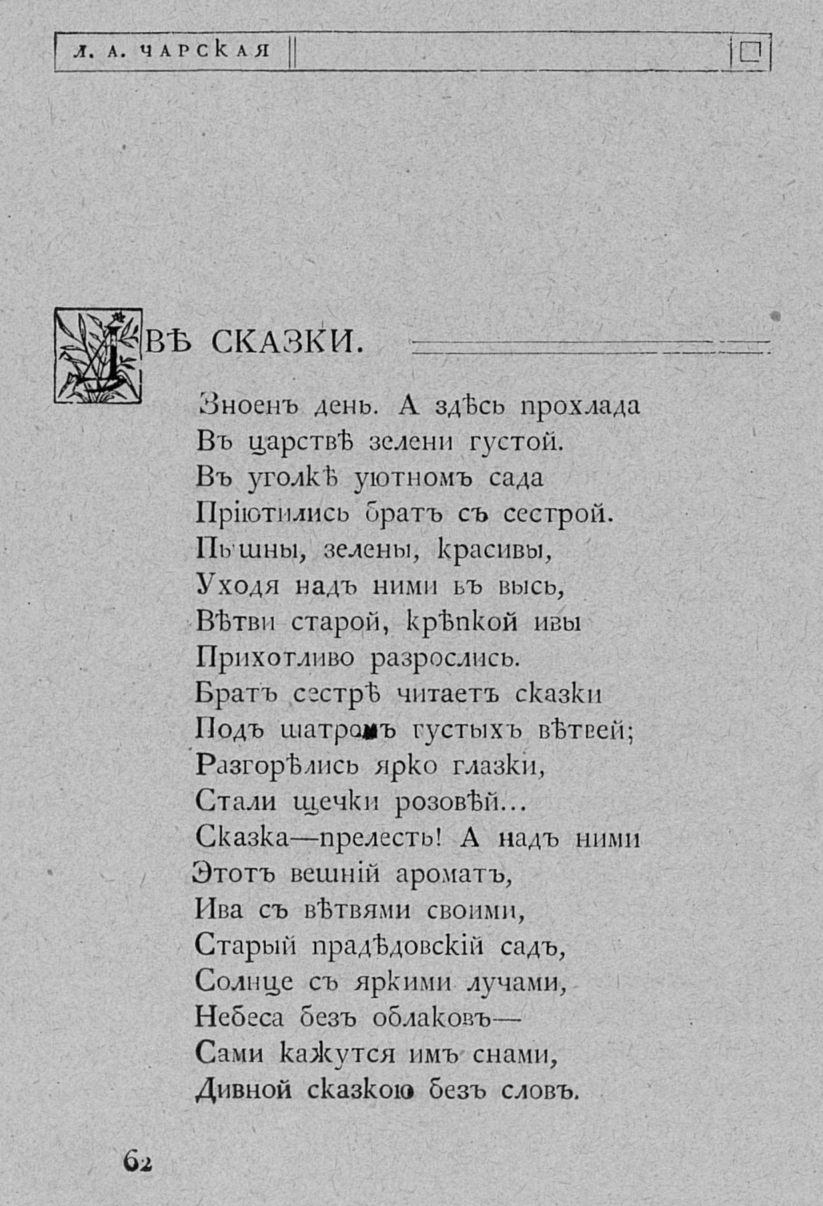 Л. А. ЧАРСКАЯ
ДВѢ СКАЗКИ.
Зноенъ день. А здѣсь прохлада
Въ царствѣ зелени густой.
Въ уголкѣ уютномъ сада
Пріютились братъ съ сестрой.
Пышны, зелены, красивы,
Уходя надъ ними въ высь,
Вѣтви старой, крѣпкой ивы
Прихотливо разрослись.
Братъ сестрѣ читаетъ сказки
Подъ шатромъ густыхъ вѣтвей;
Разгорѣлись ярко глазки,
Стали щечки розовѣй...
Сказка—прелесть! А надъ ними
Этотъ вешній ароматъ,
Ива съ вѣтвями своими,
Старый прадѣдовскій садъ,
Солнце съ яркими лучами,
Небеса безъ облаковъ—
Сами кажутся имъ снами,
Дивной сказкою безъ словъ.
62